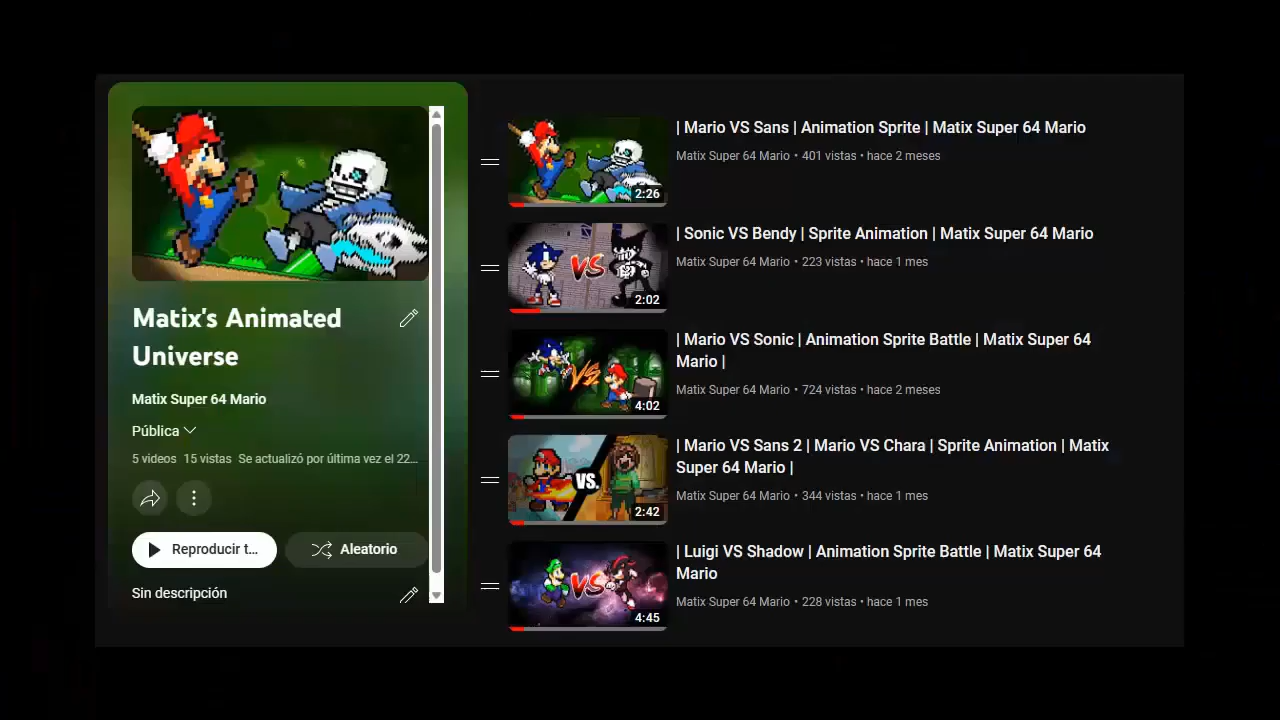 Matix's Animated
Universe
Matix Super 64 Mario
Pública
5 videos 15 vistas Se actualizó por última vez el 22...
Reproducir t...
Aleatorio
Sin descripción
| Mario VS Sans | Animation Sprite | Matix Super 64 Mario
Matix Super 64 Mario • 401 vistas • hace 2 meses
2:26
| Sonic VS Bendy | Sprite Animation | Matix Super 64 Mario
Matix Super 64 Mario • 223 vistas • hace 1 mes
VS
2:02
| Mario VS Sonic | Animation Sprite Battle | Matix Super 64
Mario |
Matix Super 64 Mario • 724 vistas • hace 2 meses
VS
4:02
| Mario VS Sans 2 | Mario VS Chara | Sprite Animation | Matix
Super 64 Mario |
Matix Super 64 Mario • 344 vistas • hace 1 mes
VS.
2:42
| Luigi VS Shadow | Animation Sprite Battle | Matix Super 64
Mario
Matix Super 64 Mario • 228 vistas • hace 1 mes
VS
4:45